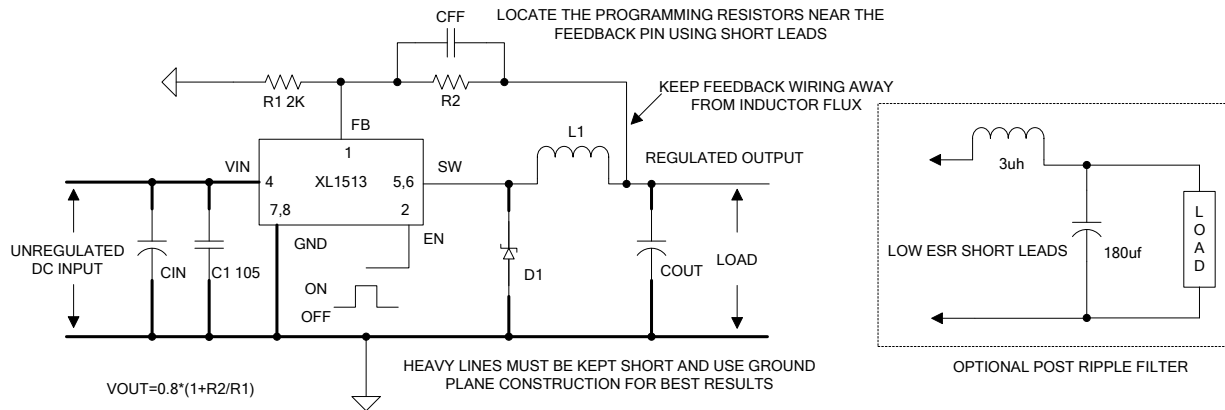 CFF
LOCATE THE PROGRAMMING RESISTORS NEAR THE
FEEDBACK PIN USING SHORT LEADS
R1 2K
R2
KEEP FEEDBACK WIRING AWAY
FROM INDUCTOR FLUX
FB
1
L1
VIN
4
XL1513
5,6
SW
REGULATED OUTPUT
7,8
2
GND
EN
UNREGULATED
DC INPUT
CIN
C1 105
ON
OFF
D1
COUT
LOAD
HEAVY LINES MUST BE KEPT SHORT AND USE GROUND
PLANE CONSTRUCTION FOR BEST RESULTS
VOUT=0.8*(1+R2/R1)
3uh
LOW ESR SHORT LEADS
180uf
LOAD
OPTIONAL POST RIPPLE FILTER